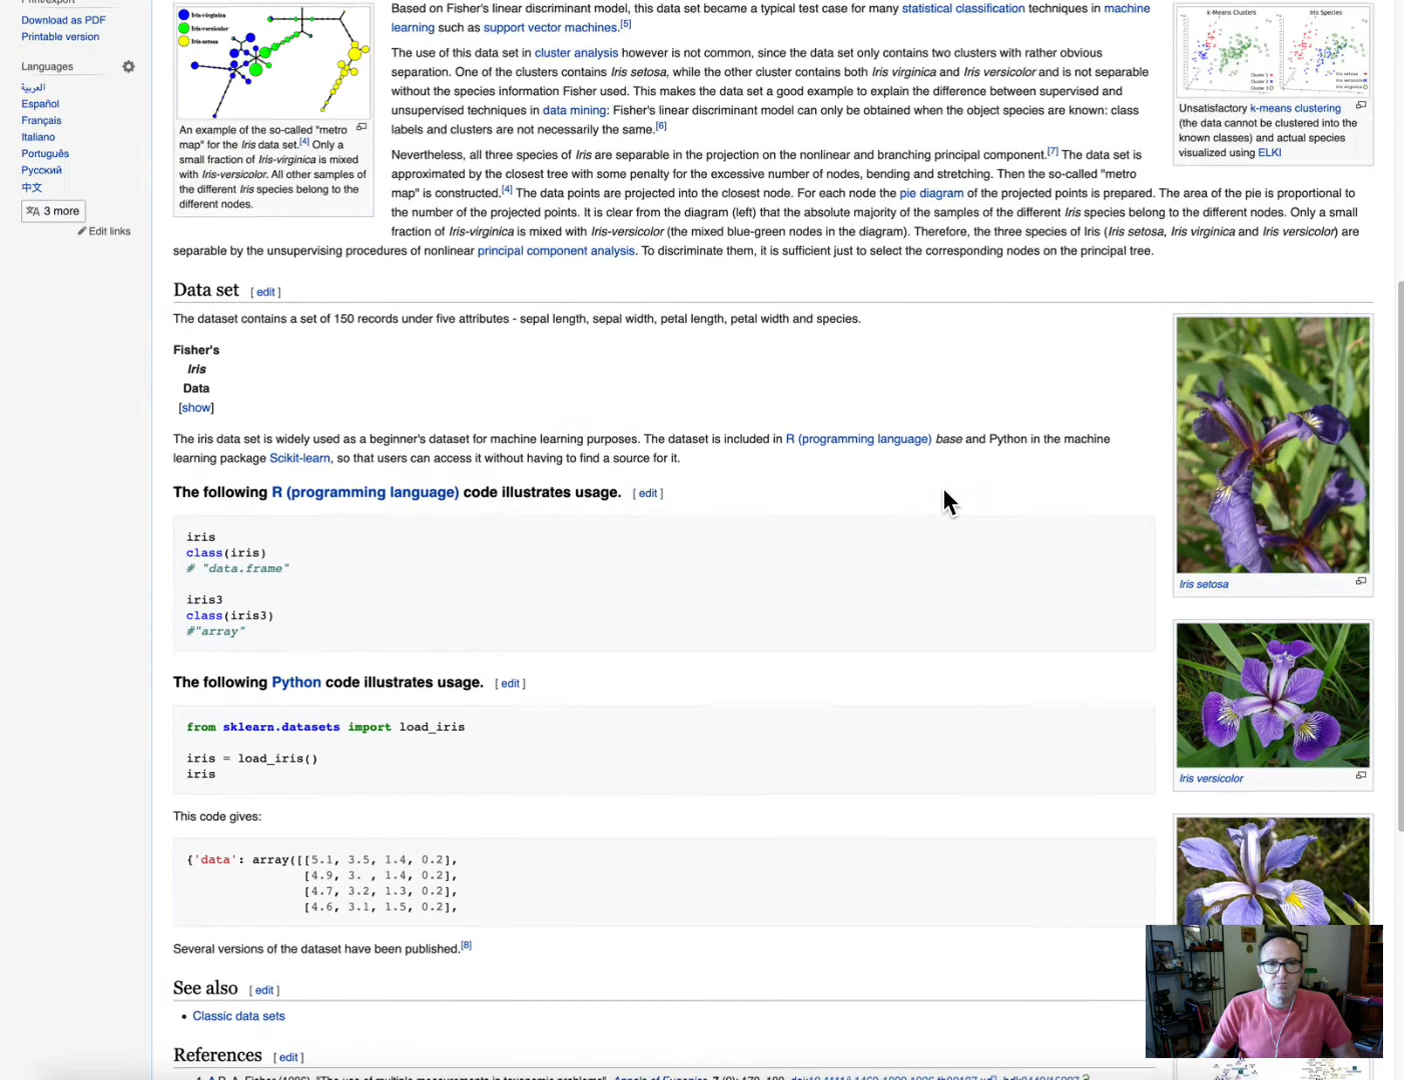 Print/export
Download as PDF
Printable version
Languages
العربية
Español
Français
Italiano
Português
Русский
中文
3 more
Edit links
Iris-virginica
Iris-versicolor
Iris-setosa
An example of the so-called "metro
map" for the Iris data set.[4] Only a
small fraction of Iris-virginica is mixed
with Iris-versicolor. All other samples of
the different Iris species belong to the
different nodes.
Based on Fisher's linear discriminant model, this data set became a typical test case for many statistical classification techniques in machine
learning such as support vector machines.[5]
The use of this data set in cluster analysis however is not common, since the data set only contains two clusters with rather obvious
separation. One of the clusters contains Iris setosa, while the other cluster contains both Iris virginica and Iris versicolor and is not separable
without the species information Fisher used. This makes the data set a good example to explain the difference between supervised and
unsupervised techniques in data mining: Fisher's linear discriminant model can only be obtained when the object species are known: class
labels and clusters are not necessarily the same.[6]
Nevertheless, all three species of Iris are separable in the projection on the nonlinear and branching principal component.[7] The data set is
approximated by the closest tree with some penalty for the excessive number of nodes, bending and stretching. Then the so-called "metro
map" is constructed.[4] The data points are projected into the closest node. For each node the pie diagram of the projected points is prepared. The area of the pie is proportional to
the number of the projected points. It is clear from the diagram (left) that the absolute majority of the samples of the different Iris species belong to the different nodes. Only a small
fraction of Iris-virginica is mixed with Iris-versicolor (the mixed blue-green nodes in the diagram). Therefore, the three species of Iris (Iris setosa, Iris virginica and Iris versicolor) are
separable by the unsupervising procedures of nonlinear principal component analysis. To discriminate them, it is sufficient just to select the corresponding nodes on the principal tree.
k-Means Clusters
Iris Species
Cluster 1
Cluster 2
Cluster 3
Iris setosa
Iris versicolor
Iris virginica
Unsatisfactory k-means clustering
(the data cannot be clustered into the
known classes) and actual species
visualized using ELKI
Data set [ edit ]
The dataset contains a set of 150 records under five attributes - sepal length, sepal width, petal length, petal width and species.
Fisher's
Iris
Data
[show]
The iris data set is widely used as a beginner's dataset for machine learning purposes. The dataset is included in R (programming language) base and Python in the machine
learning package Scikit-learn, so that users can access it without having to find a source for it.
The following R (programming language) code illustrates usage. [ edit ]
iris
class(iris)
# "data.frame"
iris3
class(iris3)
#"array"
The following Python code illustrates usage. [ edit ]
from sklearn.datasets import load_iris
iris = load_iris()
iris
This code gives:
{'data': array([[5.1, 3.5, 1.4, 0.2],
[4.9, 3. , 1.4, 0.2],
[4.7, 3.2, 1.3, 0.2],
[4.6, 3.1, 1.5, 0.2],
Several versions of the dataset have been published.[8]
See also [ edit ]
Classic data sets
References [ edit ]
Iris setosa
Iris versicolor